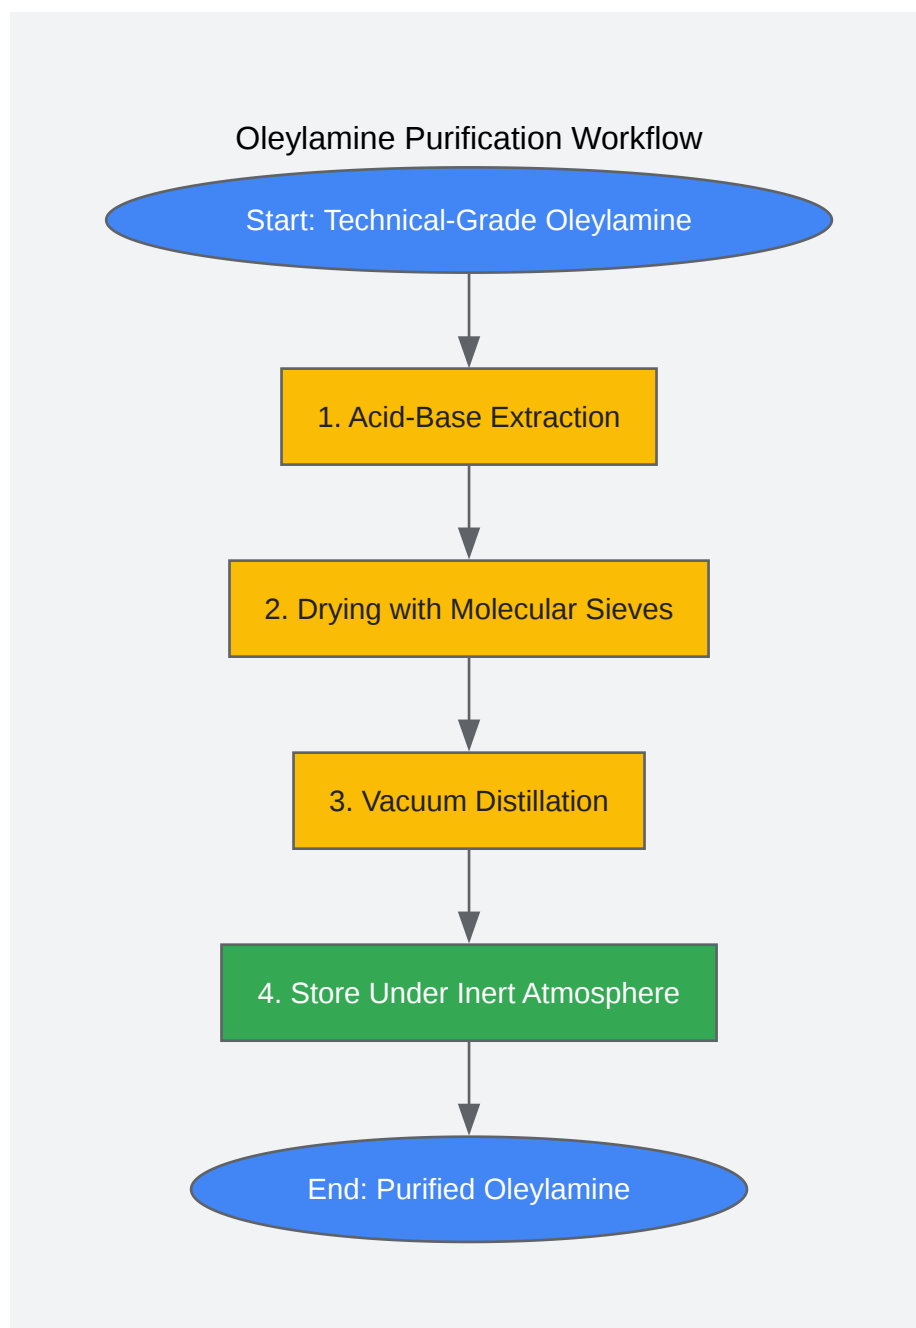 Oleylamine Purification Workflow
Start: Technical-Grade Oleylamine
1. Acid-Base Extraction
2. Drying with Molecular Sieves
3. Vacuum Distillation
4. Store Under Inert Atmosphere
End: Purified Oleylamine